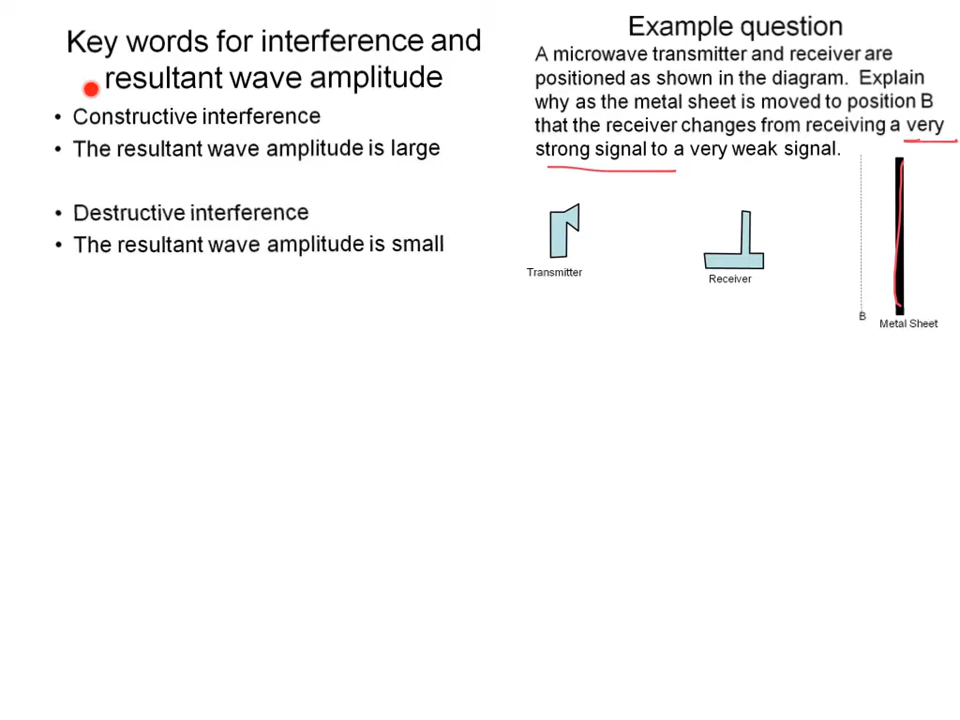 Key words for interference and
resultant wave amplitude
• Constructive interference
• The resultant wave amplitude is large
• Destructive interference
• The resultant wave amplitude is small
Example question
A microwave transmitter and receiver are
positioned as shown in the diagram. Explain
why as the metal sheet is moved to position B
that the receiver changes from receiving a very
strong signal to a very weak signal.
Transmitter
Receiver
B
Metal Sheet